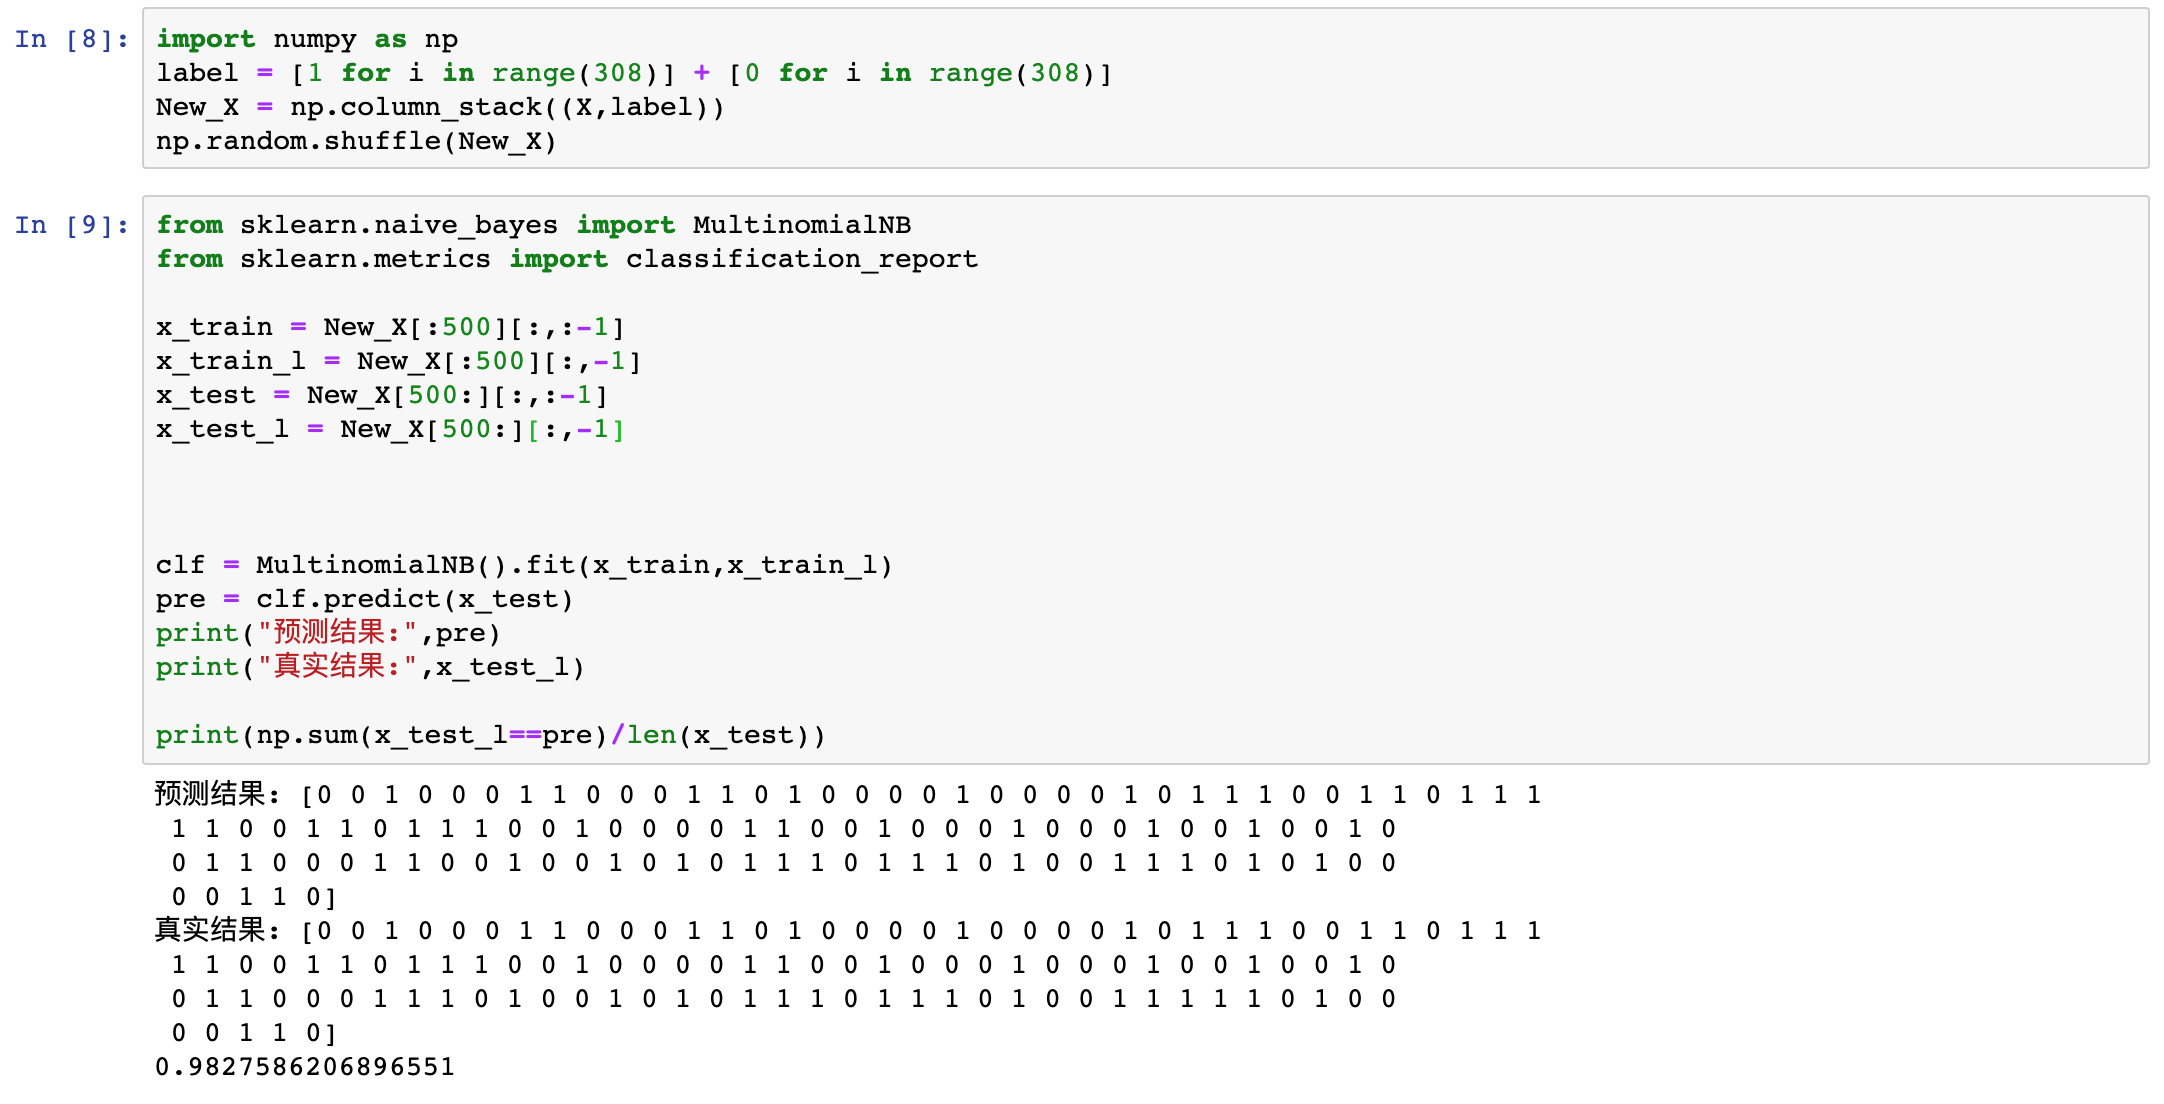 In [8]:
import numpy as np
label = [1 for i in range(308)] + [0 for i in range(308)]
New_X = np.column_stack((X,label))
np.random.shuffle(New_X)
In [9]:
from sklearn.naive_bayes import MultinomialNB
from sklearn.metrics import classification_report
x_train = New_X[:500][:,:-1]
x_train_l = New_X[:500][:,-1]
x_test = New_X[500:][:,:-1]
x_test_l = New_X[500:][:,-1]
clf = MultinomialNB().fit(x_train,x_train_l)
pre = clf.predict(x_test)
print("预测结果:",pre)
print("真实结果:",x_test_l)
print(np.sum(x_test_l==pre)/len(x_test))
预测结果: [0 0 1 0 0 0 1 1 0 0 0 1 1 0 1 0 0 0 0 1 0 0 0 0 1 0 1 1 1 0 0 1 1 0 1 1 1
1 1 0 0 1 1 0 1 1 1 0 0 1 0 0 0 0 1 1 0 0 1 0 0 0 1 0 0 0 1 0 0 1 0 0 1 0
0 1 1 0 0 0 1 1 0 0 1 0 0 1 0 1 0 1 1 1 0 1 1 1 0 1 0 0 1 1 1 0 1 0 1 0 0
0 0 1 1 0]
真实结果: [0 0 1 0 0 0 1 1 0 0 0 1 1 0 1 0 0 0 0 1 0 0 0 0 1 0 1 1 1 0 0 1 1 0 1 1 1
1 1 0 0 1 1 0 1 1 1 0 0 1 0 0 0 0 1 1 0 0 1 0 0 0 1 0 0 0 1 0 0 1 0 0 1 0
0 1 1 0 0 0 1 1 1 0 1 0 0 1 0 1 0 1 1 1 0 1 1 1 0 1 0 0 1 1 1 1 1 0 1 0 0
0 0 1 1 0]
0.9827586206896551